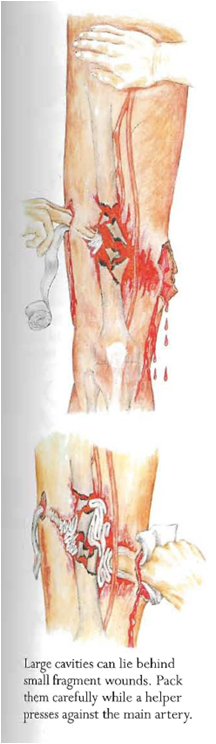 Large cavities can lie behind
small fragment wounds. Pack
them carefully while a helper
presses against the main artery.